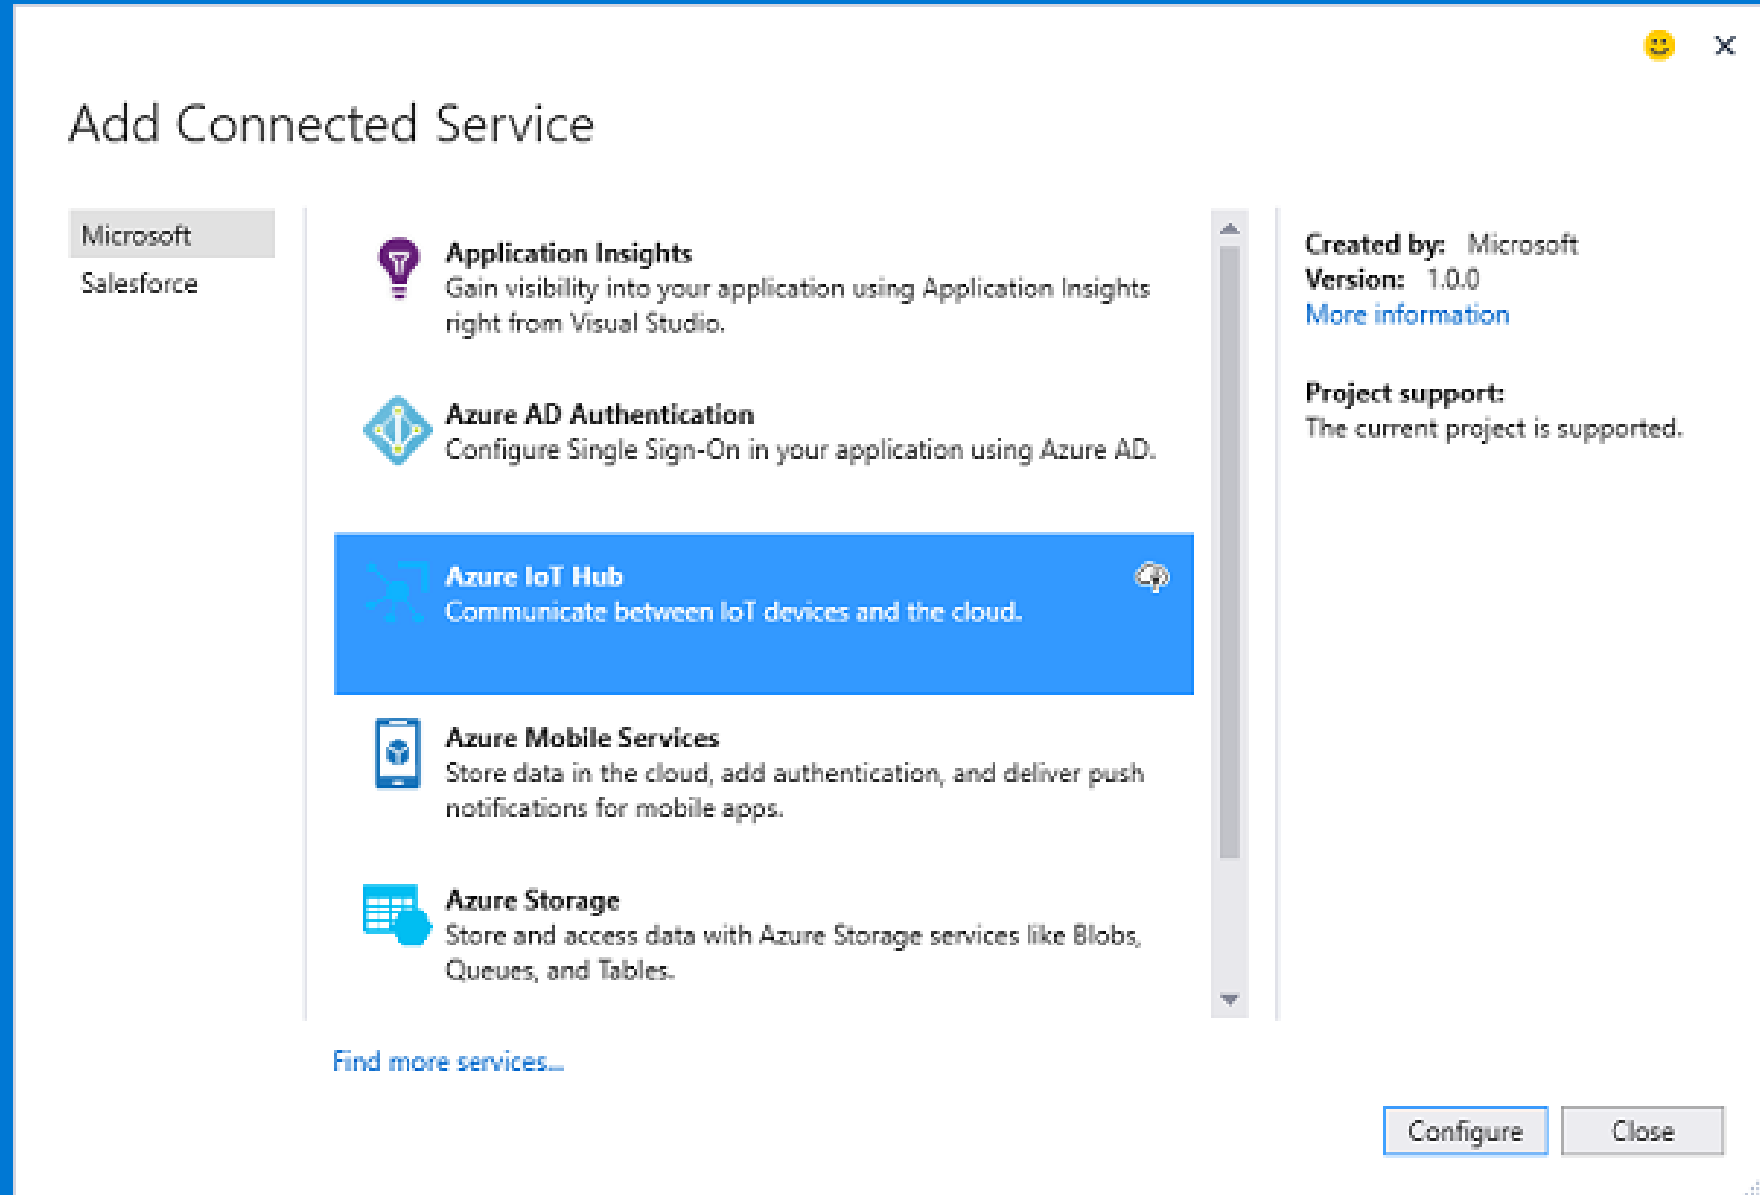 Add Connected Service
Microsoft
Salesforce
Application Insights
Gain visibility into your application using Application Insights
right from Visual Studio.
Azure AD Authentication
Configure Single Sign-On in your application using Azure AD.
Azure IoT Hub
Communicate between IoT devices and the cloud.
Azure Mobile Services
Store data in the cloud, add authentication, and deliver push
notifications for mobile apps.
Azure Storage
Store and access data with Azure Storage services like Blobs,
Queues, and Tables.
Find more services...
Created by: Microsoft
Version: 1.0.0
More information
Project support:
The current project is supported.
Configure
Close